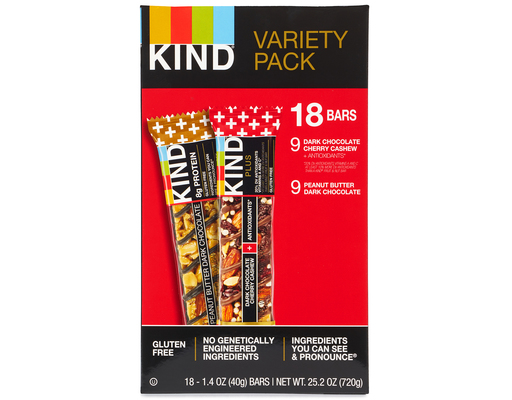 KIND
VARIETY
PACK
18 BARS
9 DARK CHOCOLATE
CHERRY CASHEW
+ ANTIOXIDANTS*
9 PEANUT BUTTER
DARK CHOCOLATE
KIND
8g PROTEIN
PEANUT BUTTER DARK CHOCOLATE
KIND
PLUS
+ ANTIOXIDANTS*
DARK CHOCOLATE
CHERRY CASHEW
GLUTEN
FREE
NO GENETICALLY
ENGINEERED
INGREDIENTS
INGREDIENTS
YOU CAN SEE
& PRONOUNCE®
18 - 1.4 OZ (40g) BARS | NET WT. 25.2 OZ (720g)